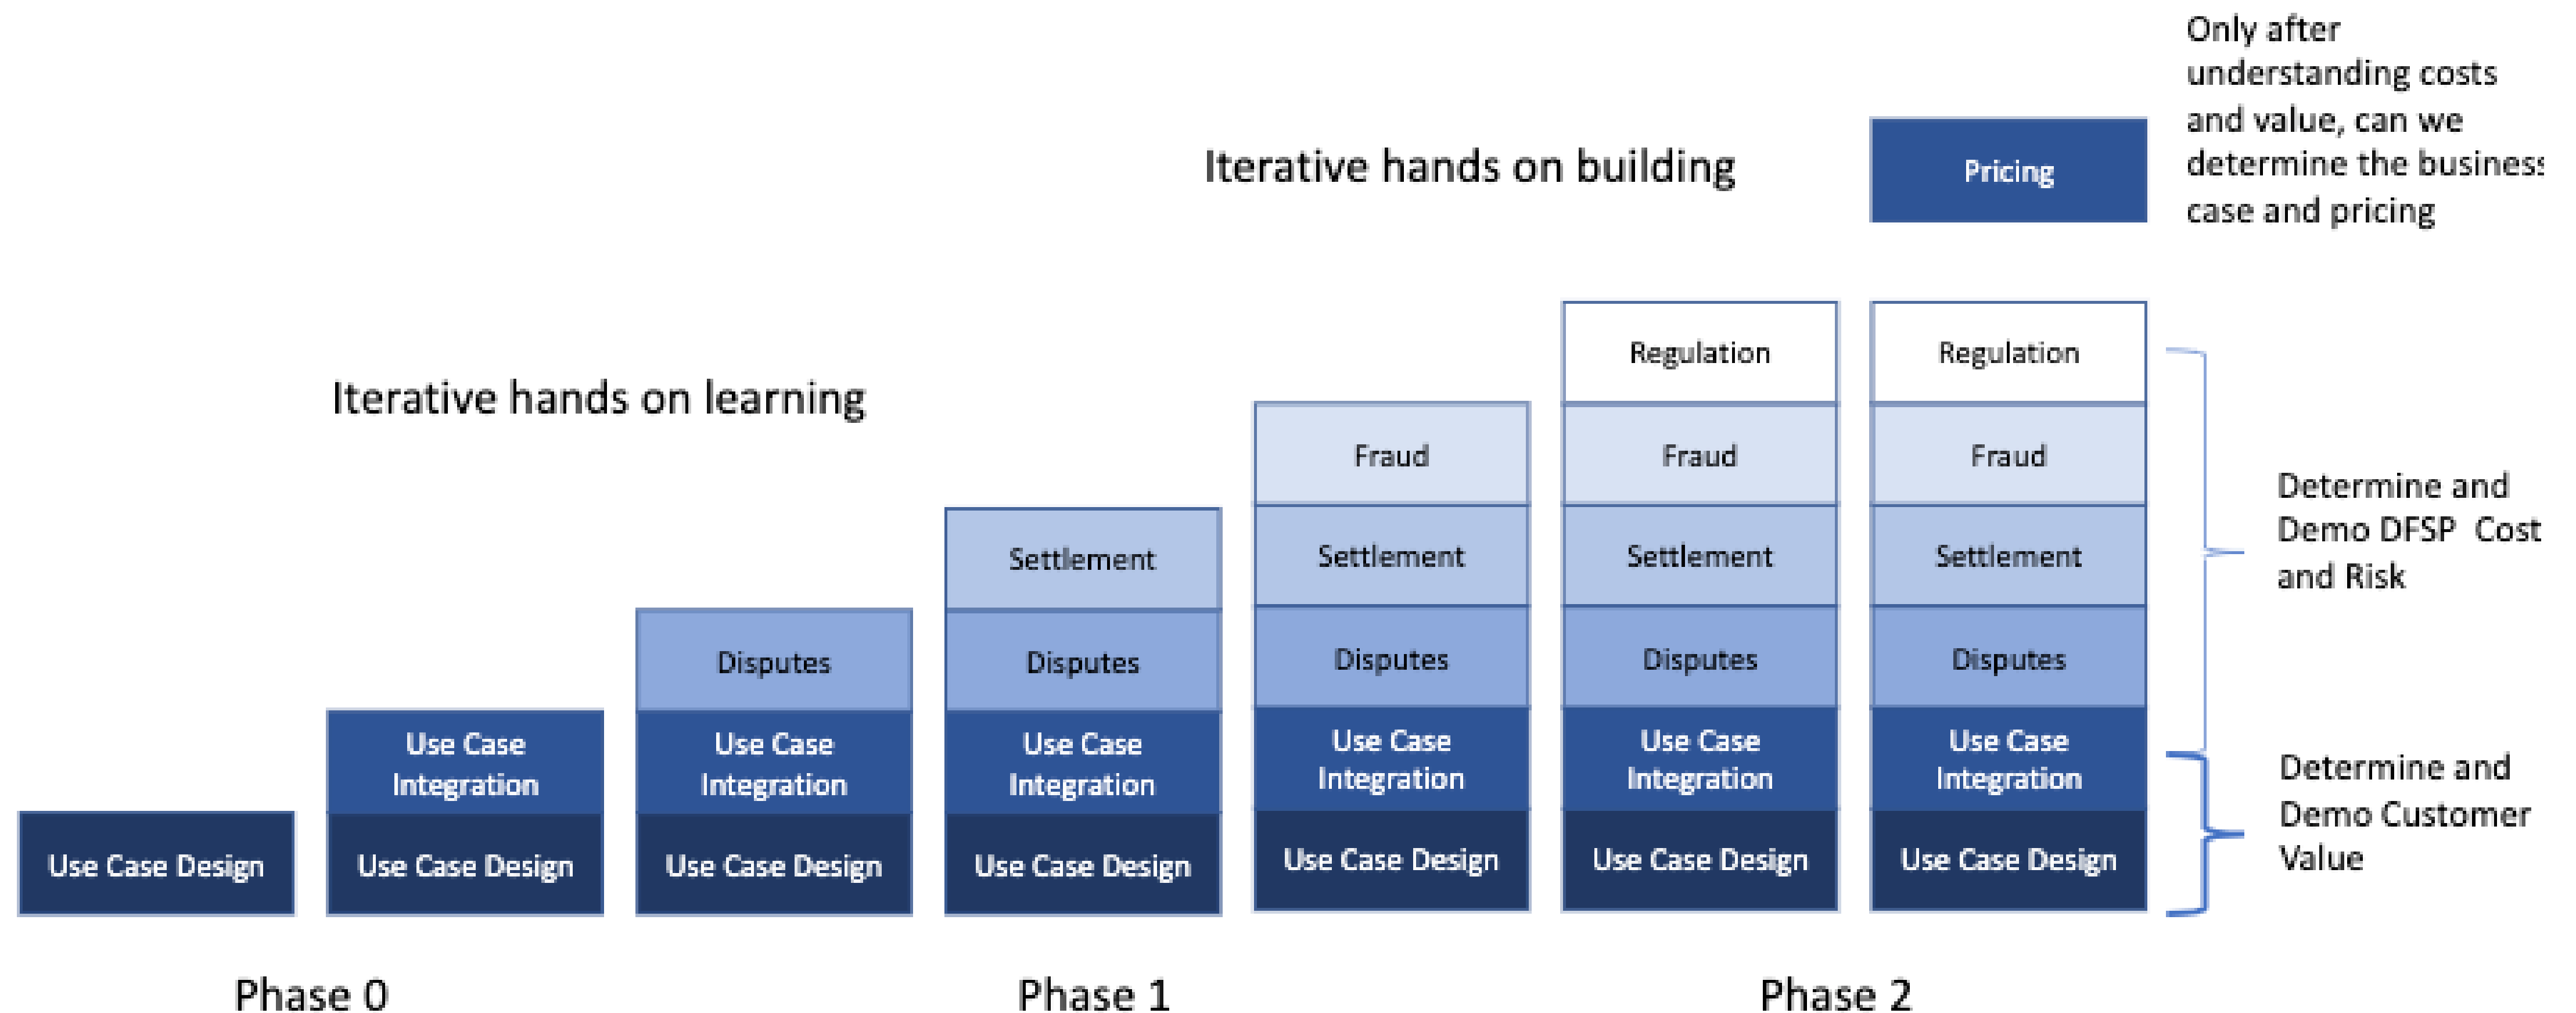 Only after
understanding costs
and value, can we
determine the business
case and pricing
Iterative hands on building
Pricing
Iterative hands on learning
Regulation
Regulation
Fraud
Fraud
Fraud
Settlement
Settlement
Settlement
Settlement
Disputes
Disputes
Disputes
Disputes
Disputes
Use Case
Integration
Use Case
Integration
Use Case
Integration
Use Case
Integration
Use Case
Integration
Use Case
Integration
Use Case Design
Use Case Design
Use Case Design
Use Case Design
Use Case Design
Use Case Design
Use Case Design
Determine and
Demo DFSP Cost
and Risk
Determine and
Demo Customer
Value
Phase 0
Phase 1
Phase 2